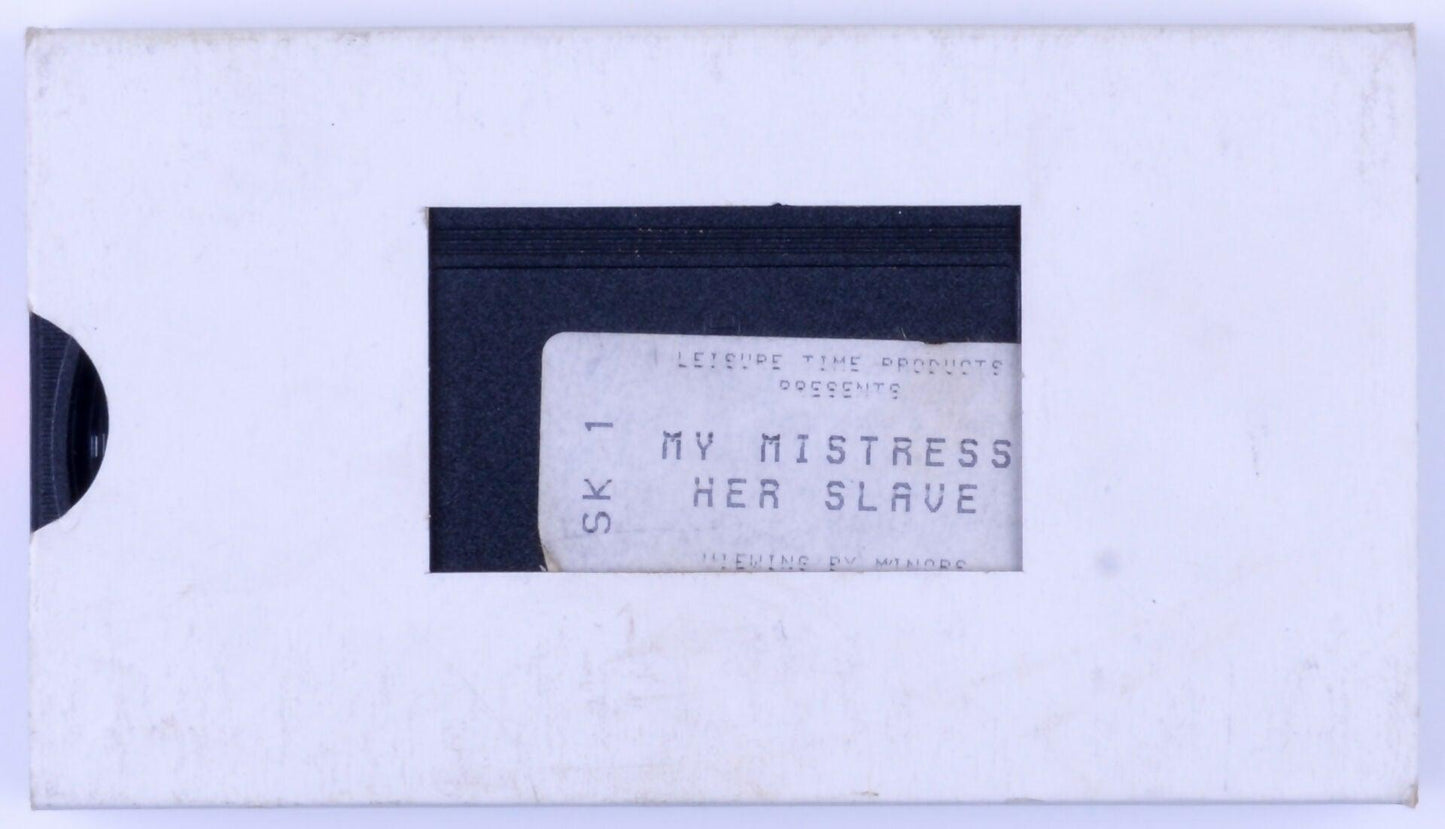 LEISURE TIME PRODUCTS
PRESENTS
MY MISTRESS
HER SLAVE
VIEWING BY MINORS
SK 1